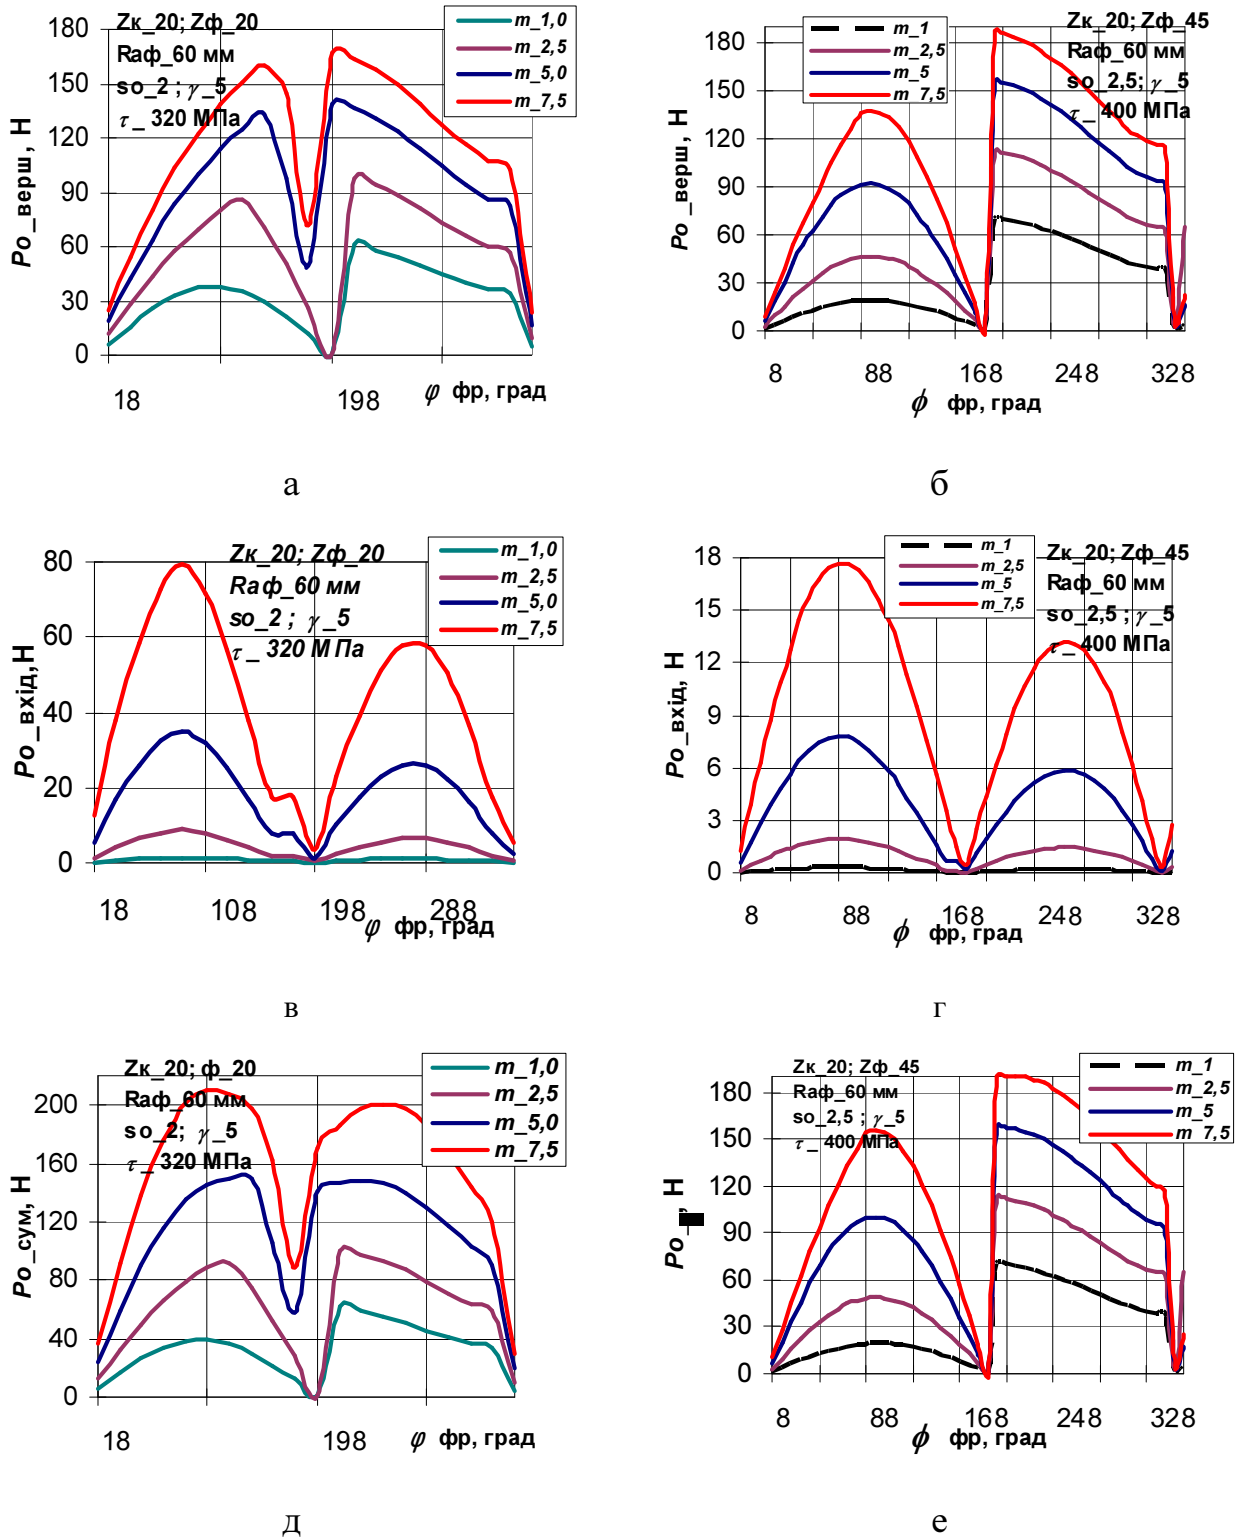 Zк_20; Zф_20
Rаф_60 мм
so_2 ; γ_5
τ_ 320 МПа
m_1,0
m_2,5
m_5,0
m_7,5
Po_верш, Н
180
150
120
90
60
30
0
18
198
φ фр, град
а
Zк_20; Zф_45
Rаф_60 мм
so_2,5 ; γ_5
τ_ 400 МПа
m_1
m_2,5
m_5
m_7,5
Po_верш, Н
180
150
120
90
60
30
0
8
88
168
248
328
ϕ фр, град
б
Zк_20; Zф_20
Rаф_60 мм
so_2 ; γ_5
τ_ 320 МПа
m_1,0
m_2,5
m_5,0
m_7,5
Po_вхід,Н
80
60
40
20
0
18
108
198
288
φ фр, град
в
Zк_20; Zф_45
Rаф_60 мм
so_2,5 ; γ_5
τ_ 400 МПа
m_1
m_2,5
m_5
m_7,5
Po_вхід, Н
18
15
12
9
6
3
0
8
88
168
248
328
ϕ фр, град
г
Zк_20; ф_20
Rаф_60 мм
so_2; γ_5
τ_ 320 МПа
m_1,0
m_2,5
m_5,0
m_7,5
Po_сум, Н
200
160
120
80
40
0
18
198
φ фр, град
д
Zк_20; Zф_45
Rаф_60 мм
so_2,5 ; γ_5
τ_ 400 МПа
m_1
m_2,5
m_5
m_7,5
Po_ , Н
180
150
120
90
60
30
0
8
88
168
248
328
ϕ фр, град
е